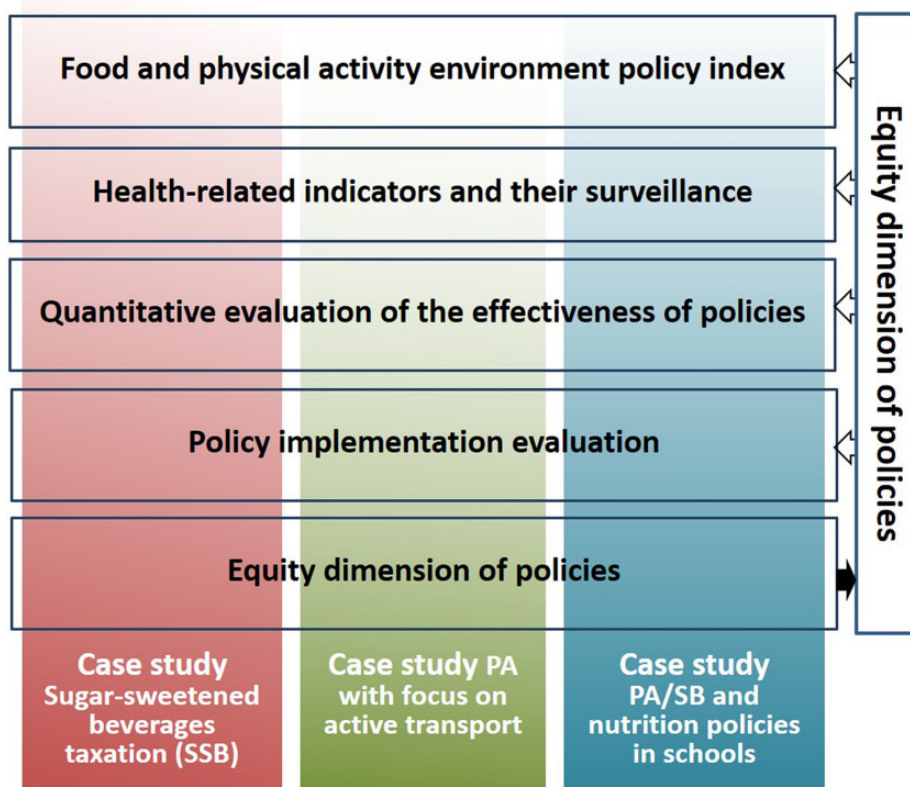 Food and physical activity environment policy index
Health-related indicators and their surveillance
Quantitative evaluation of the effectiveness of policies
Policy implementation evaluation
Equity dimension of policies
Equity dimension of policies
Case study
Sugar-sweetened
beverages
taxation (SSB)
Case study PA
with focus on
active transport
Case study
PA/SB and
nutrition policies
in schools